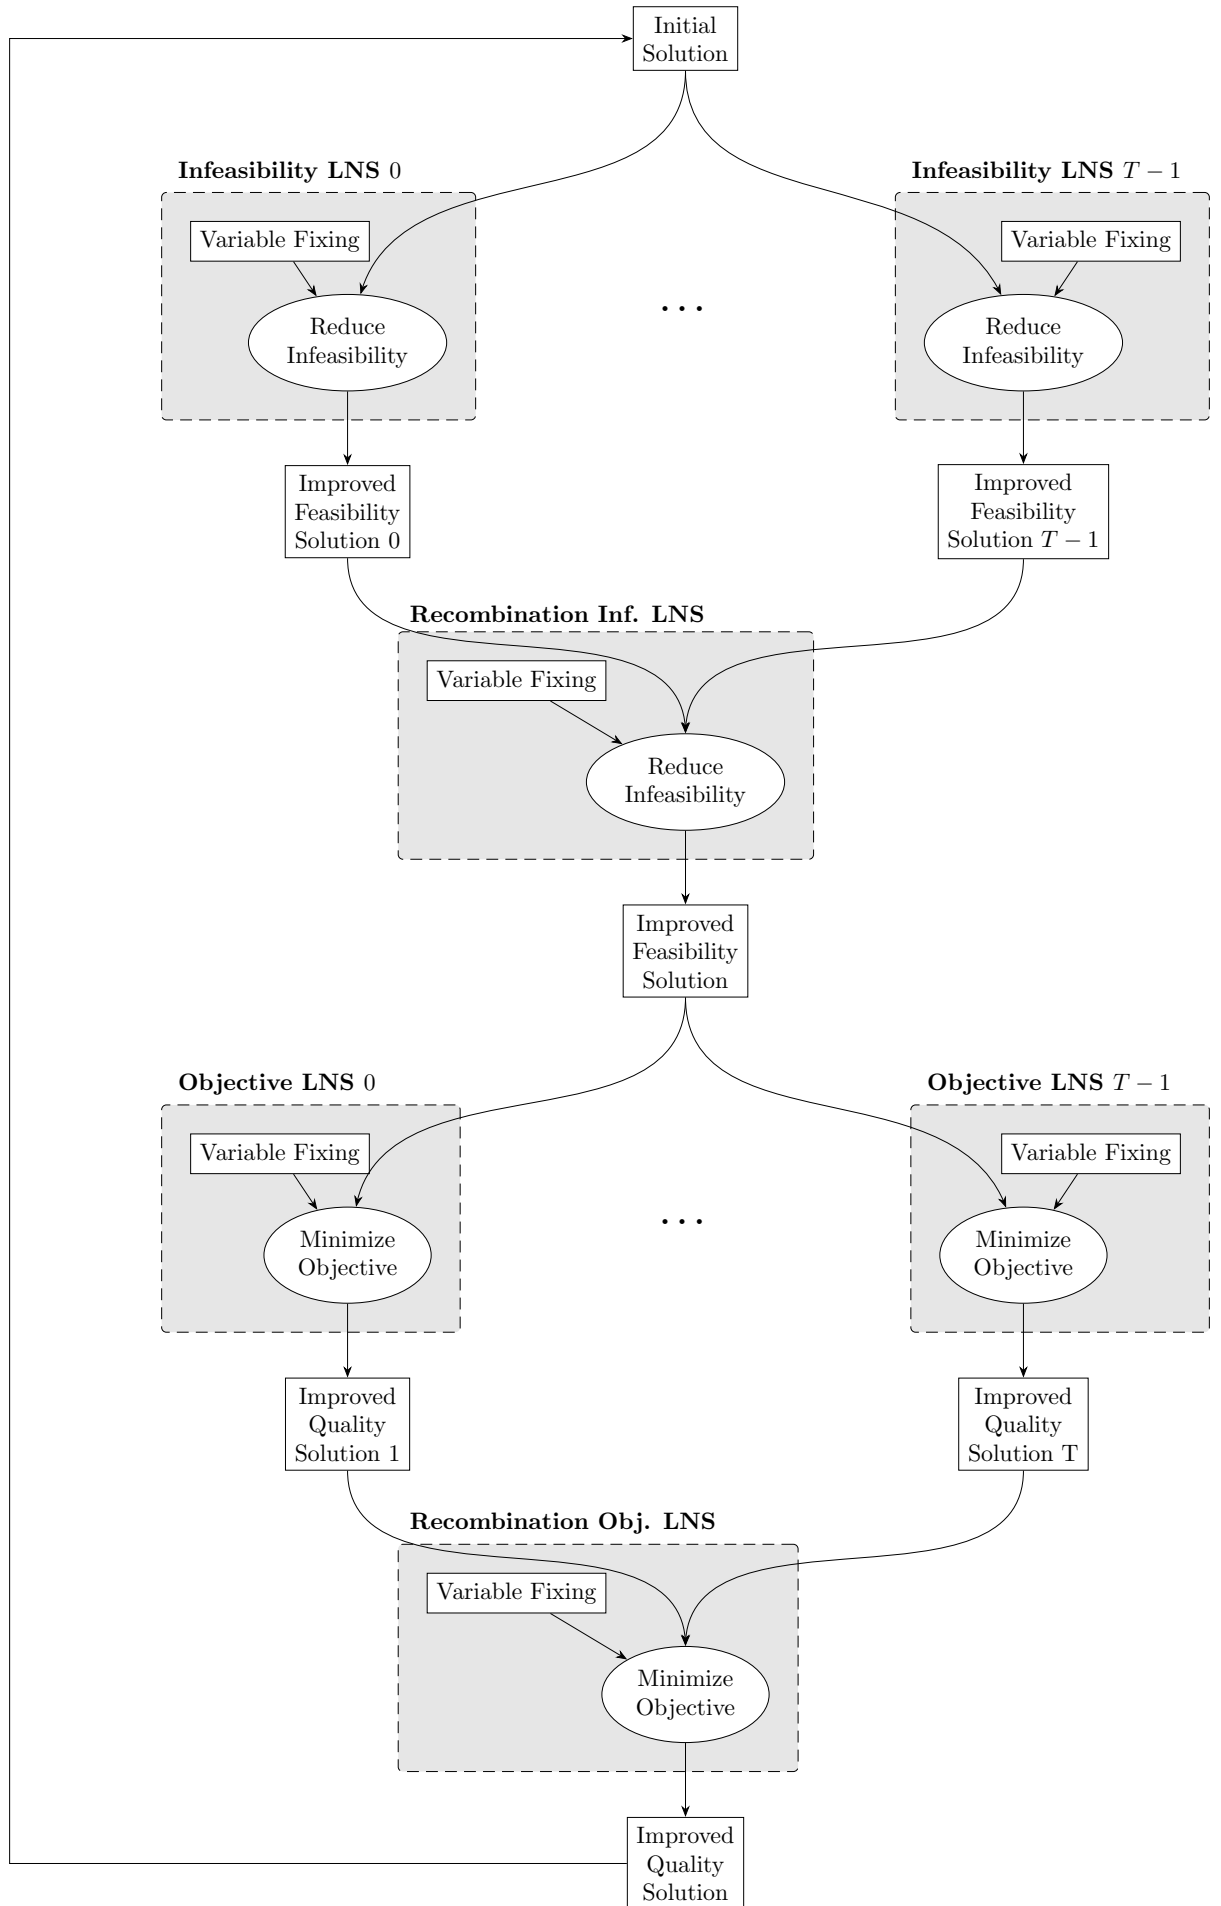 Initial
Solution
Infeasibility LNS 0
Infeasibility LNS T − 1
Variable Fixing
Variable Fixing
Reduce
Infeasibility
...
Reduce
Infeasibility
Improved
Feasibility
Solution 0
Improved
Feasibility
Solution T − 1
Recombination Inf. LNS
Variable Fixing
Reduce
Infeasibility
Improved
Feasibility
Solution
Objective LNS 0
Objective LNS T − 1
Variable Fixing
Variable Fixing
Minimize
Objective
...
Minimize
Objective
Improved
Quality
Solution 1
Improved
Quality
Solution T
Recombination Obj. LNS
Variable Fixing
Minimize
Objective
Improved
Quality
Solution